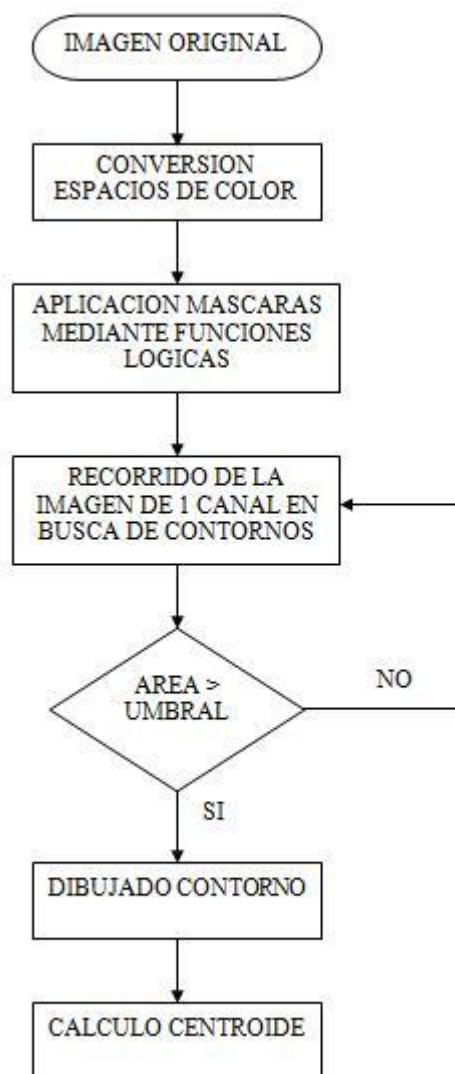 IMAGEN ORIGINAL
CONVERSION
ESPACIOS DE COLOR
APLICACION MASCARAS
MEDIANTE FUNCIONES
LOGICAS
RECORRIDO DE LA
IMAGEN DE 1 CANAL EN
BUSCA DE CONTORNOS
AREA >
UMBRAL
NO
SI
DIBUJADO CONTORNO
CALCULO CENTROIDE